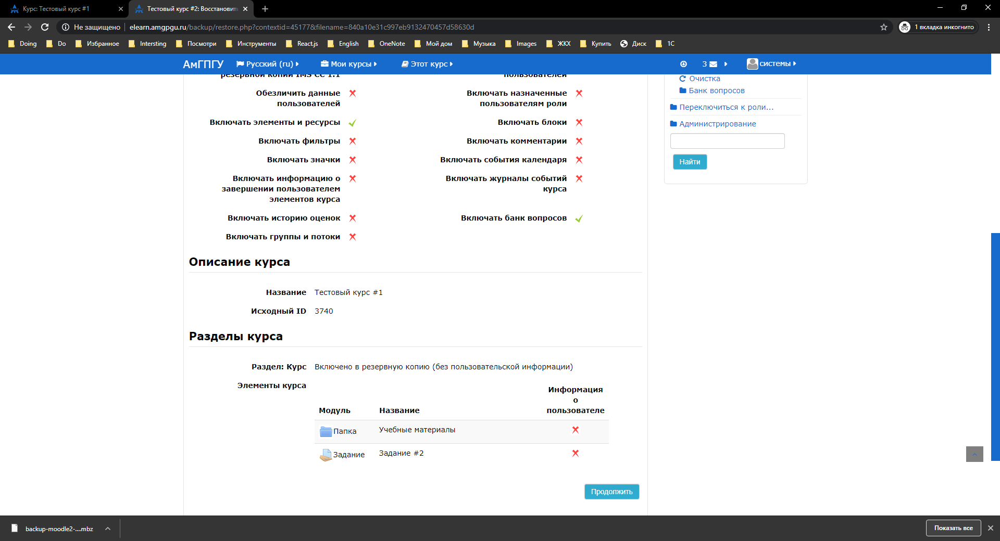 Курс: Тестовый курс #1
Тестовый курс #2: Восстановить
Не защищено
elearn.amgpgu.ru/backup/restore.php?contextid=45177&filename=840a10e31c997eb9132470457d58630d
1 вкладка инкогнито
Doing Do Избранное Intersting Посмотри Инструменты React.js English OneNote Мой дом Музыка Images ЖКХ Купить Диск 1С
АмГПГУ Русский (ru) Мои курсы Этот курс 3 системы
резервной копии IMS CC 1.1
пользователей
Обезличить данные
пользователей
Включать назначенные
пользователям роли
Включать элементы и ресурсы
Включать блоки
Включать фильтры
Включать комментарии
Включать значки
Включать события календаря
Включать информацию о
завершении пользователем
элементов курса
Включать журналы событий
курса
Включать историю оценок
Включать банк вопросов
Включать группы и потоки
Описание курса
Название Тестовый курс #1
Исходный ID 3740
Разделы курса
Раздел: Курс Включено в резервную копию (без пользовательской информации)
Элементы курса
Информация
о
пользователе
Модуль Название
Папка Учебные материалы
Задание Задание #2
Продолжить
Очистка
Банк вопросов
Переключиться к роли...
Администрирование
Найти
backup-moodle2-....mbz
Показать все